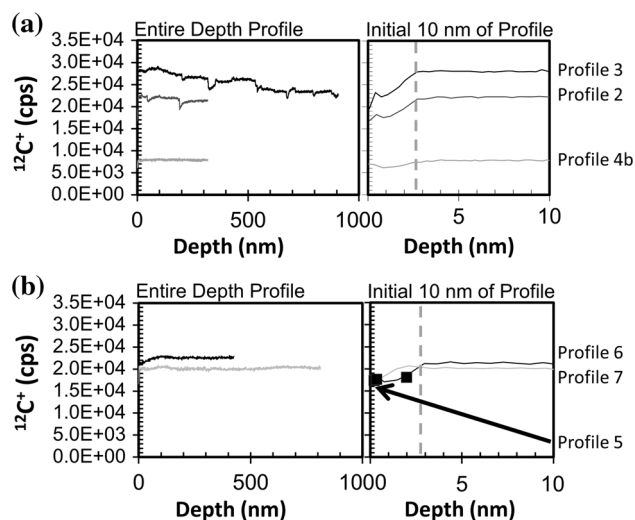 (a)
Entire Depth Profile
Initial 10 nm of Profile
3.5E+04
3.0E+04
2.5E+04
2.0E+04
1.5E+04
1.0E+04
5.0E+03
0.0E+00
12C+ (cps)
Profile 3
Profile 2
Profile 4b
0 500 1000 5 10
Depth (nm) Depth (nm)
(b)
Entire Depth Profile
Initial 10 nm of Profile
3.5E+04
3.0E+04
2.5E+04
2.0E+04
1.5E+04
1.0E+04
5.0E+03
0.0E+00
12C+ (cps)
Profile 6
Profile 7
Profile 5
0 500 1000 5 10
Depth (nm) Depth (nm)